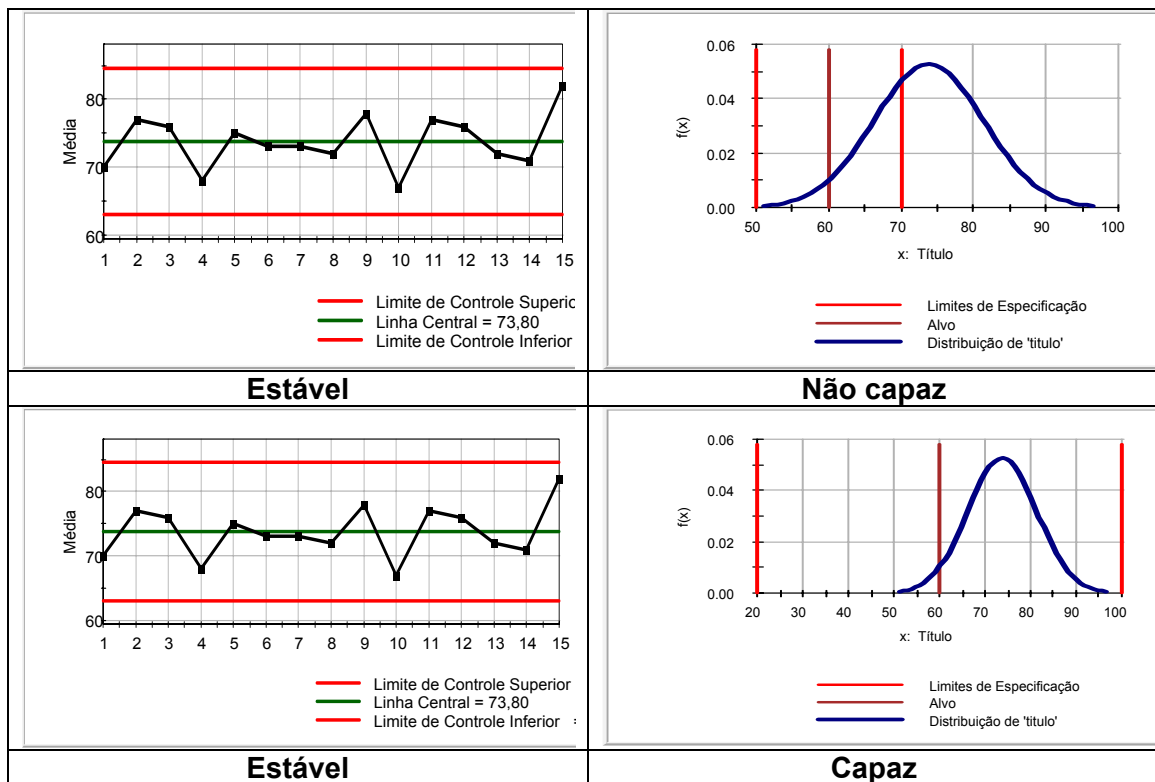 Média
80
70
60
1 2 3 4 5 6 7 8 9 10 11 12 13 14 15
Limite de Controle Superio
Linha Central = 73,80
Limite de Controle Inferior
f(x)
0.06
0.04
0.02
0.00
50 60 70 80 90 100
x: Título
Limites de Especificação
Alvo
Distribuição de 'titulo'
Estável
Não capaz
Média
80
70
60
1 2 3 4 5 6 7 8 9 10 11 12 13 14 15
Limite de Controle Superior
Linha Central = 73,80
Limite de Controle Inferior =
f(x)
0.06
0.04
0.02
0.00
20 30 40 50 60 70 80 90 100
x: Título
Limites de Especificação
Alvo
Distribuição de 'titulo'
Estável
Capaz